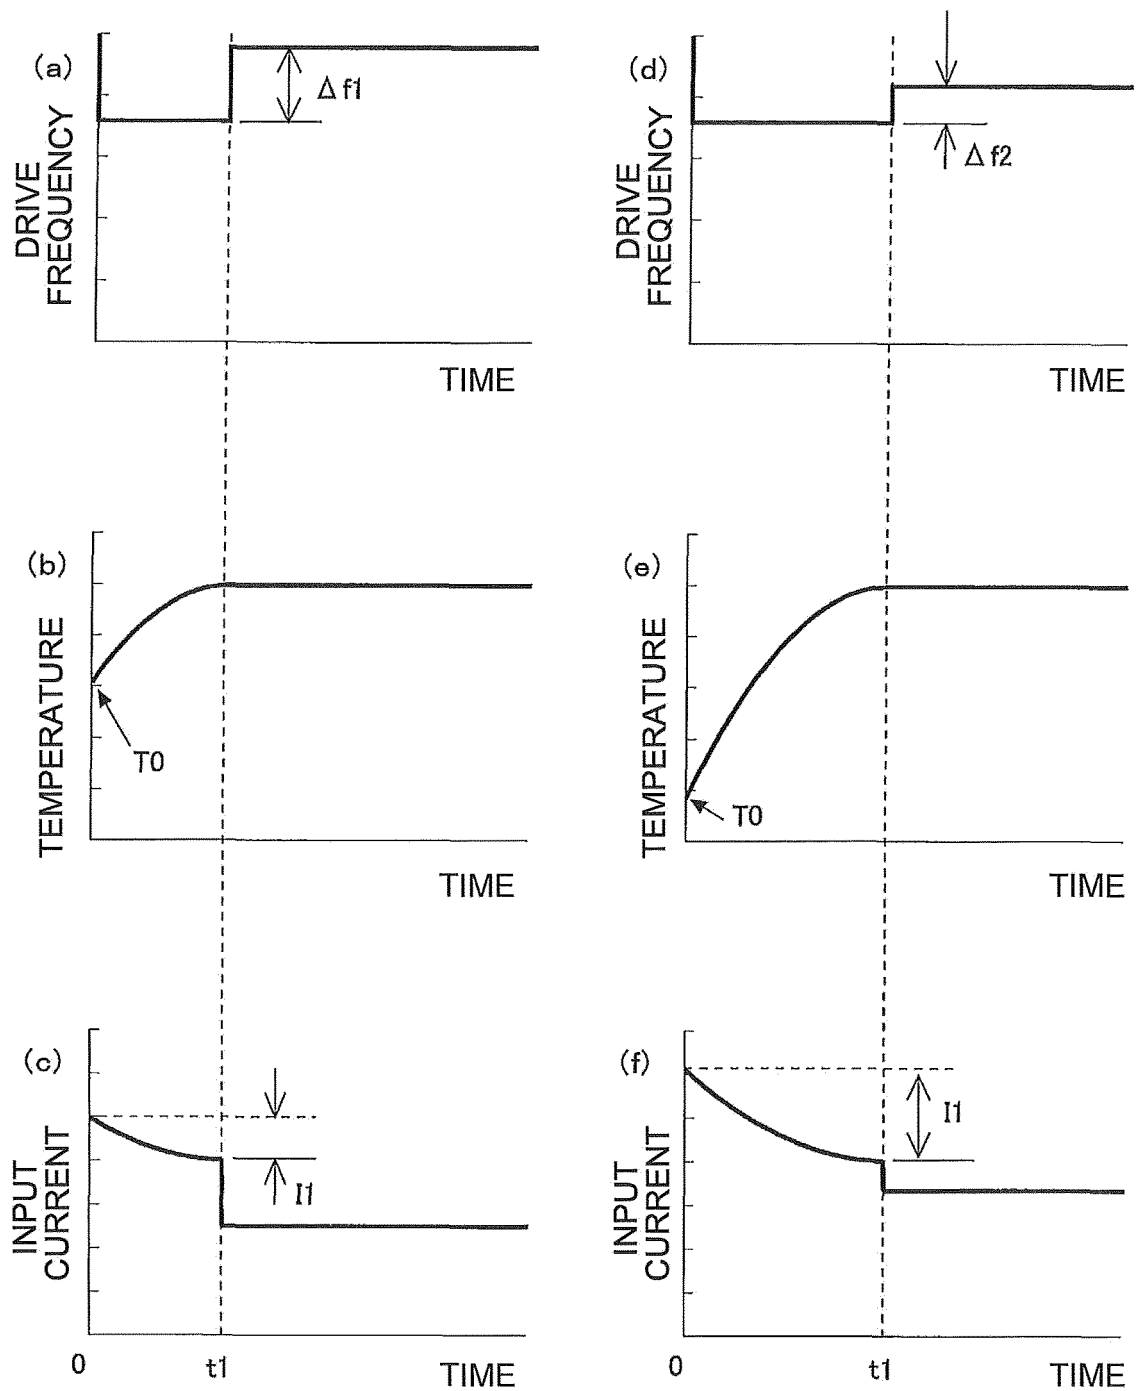 (a)
DRIVE
FREQUENCY
Δf1
TIME
(d)
DRIVE
FREQUENCY
Δf2
TIME
(b)
TEMPERATURE
T0
TIME
(e)
TEMPERATURE
T0
TIME
(c)
INPUT
CURRENT
I1
0
t1
TIME
(f)
INPUT
CURRENT
I1
0
t1
TIME